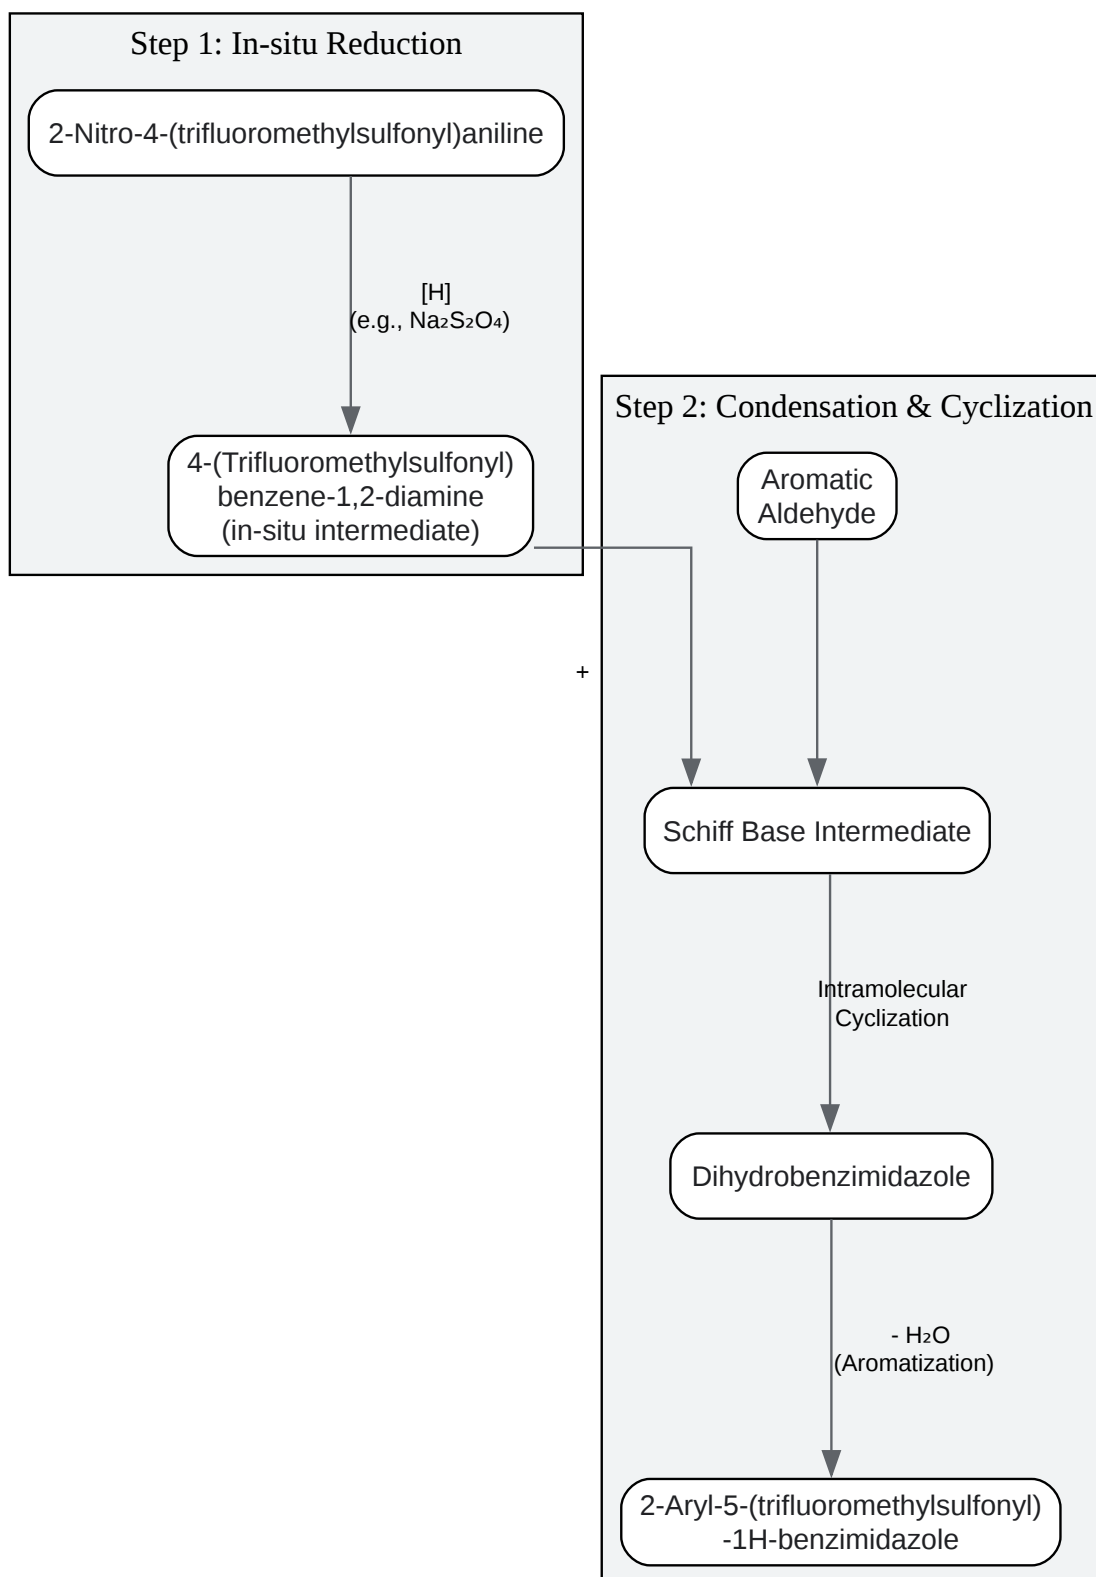 Step 1: In-situ Reduction
2-Nitro-4-(trifluoromethylsulfonyl)aniline
[H]
(e.g., Na₂S₂O₄)
4-(Trifluoromethylsulfonyl)
benzene-1,2-diamine
(in-situ intermediate)
Step 2: Condensation & Cyclization
Aromatic
Aldehyde
+
Schiff Base Intermediate
Intramolecular
Cyclization
Dihydrobenzimidazole
- H₂O
(Aromatization)
2-Aryl-5-(trifluoromethylsulfonyl)
-1H-benzimidazole